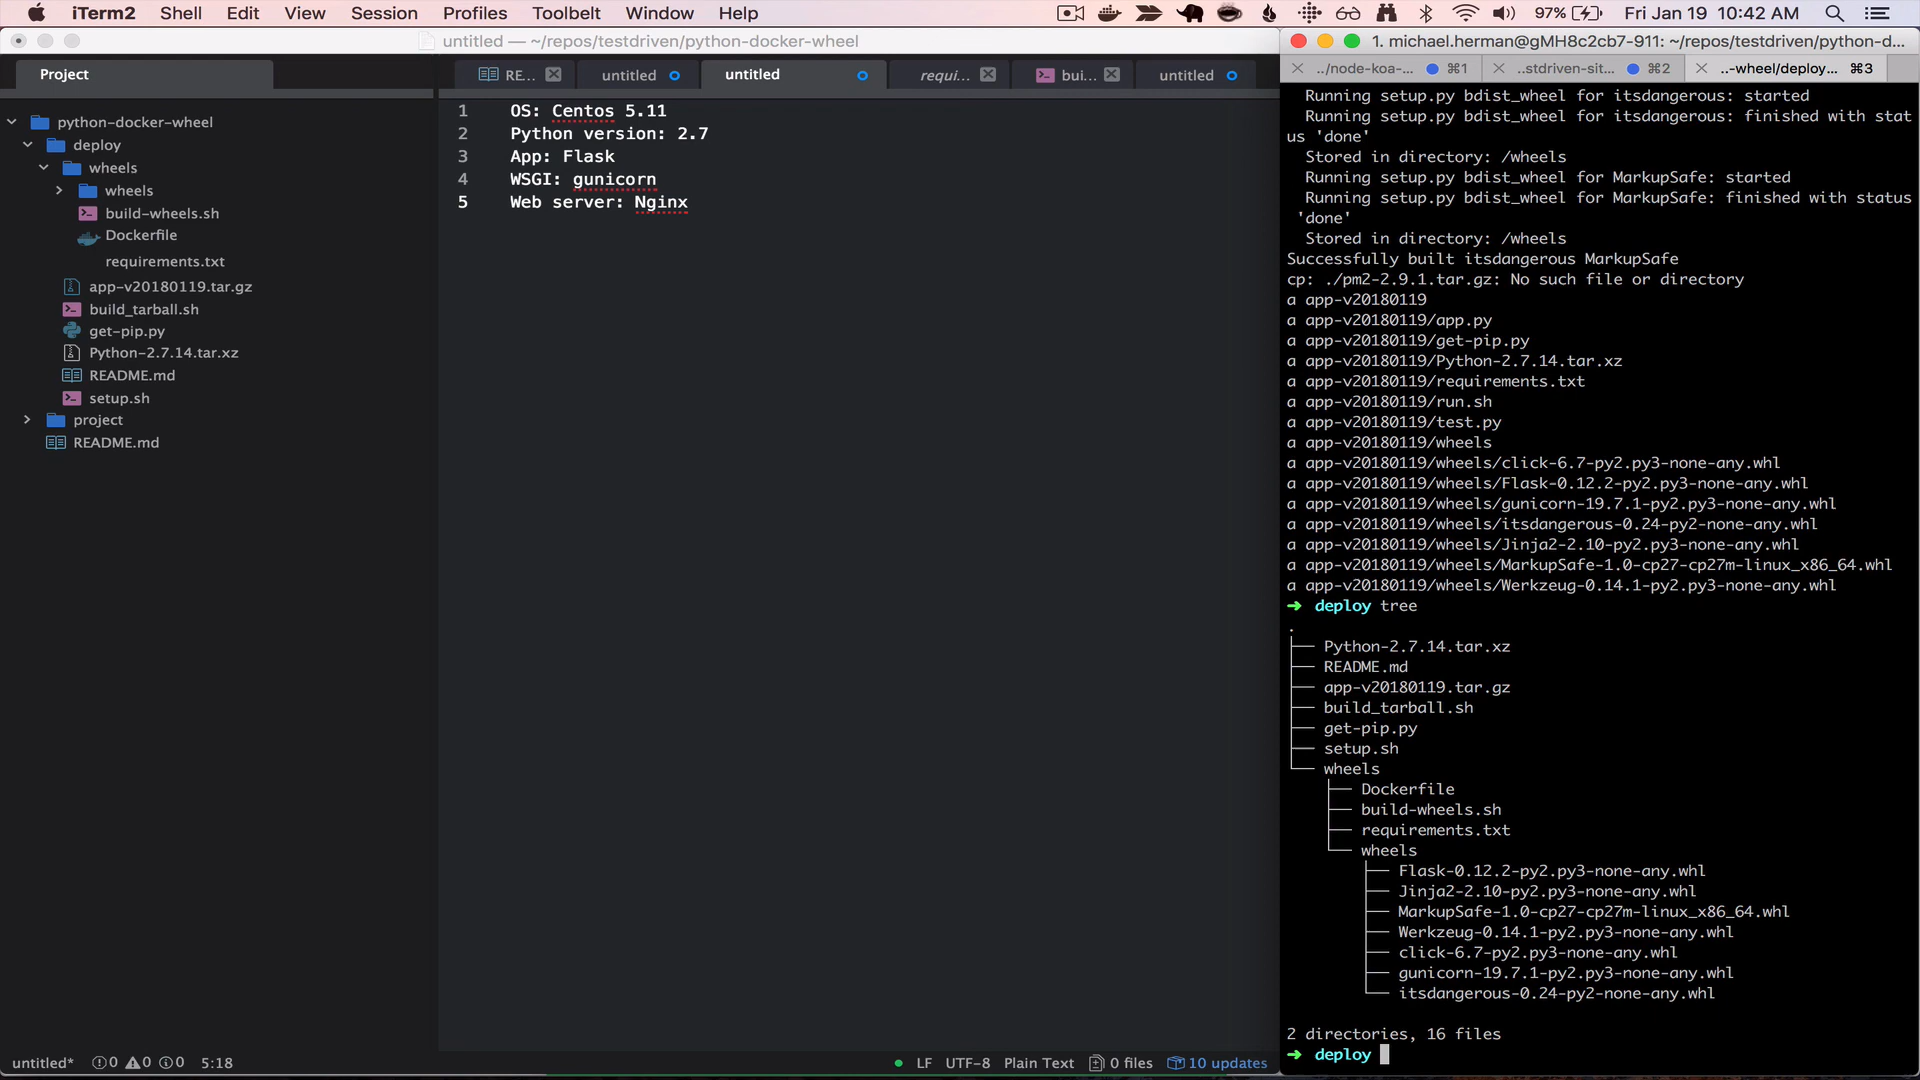 iTerm2 Shell Edit View Session Profiles Toolbelt Window Help 97% Fri Jan 19 10:42 AM
untitled — ~/repos/testdriven/python-docker-wheel
1. michael.herman@gMH8c2cb7-911: ~/repos/testdriven/python-d...
Project
RE... untitled untitled requi... bui... untitled
../node-koa-... ⌘1 ..stdriven-sit... ⌘2 ..-wheel/deploy... ⌘3
python-docker-wheel
deploy
wheels
wheels
build-wheels.sh
Dockerfile
requirements.txt
app-v20180119.tar.gz
build_tarball.sh
get-pip.py
Python-2.7.14.tar.xz
README.md
setup.sh
project
README.md
1 OS: Centos 5.11
2 Python version: 2.7
3 App: Flask
4 WSGI: gunicorn
5 Web server: Nginx
Running setup.py bdist_wheel for itsdangerous: started
Running setup.py bdist_wheel for itsdangerous: finished with stat
us 'done'
Stored in directory: /wheels
Running setup.py bdist_wheel for MarkupSafe: started
Running setup.py bdist_wheel for MarkupSafe: finished with status
'done'
Stored in directory: /wheels
Successfully built itsdangerous MarkupSafe
cp: ./pm2-2.9.1.tar.gz: No such file or directory
a app-v20180119
a app-v20180119/app.py
a app-v20180119/get-pip.py
a app-v20180119/Python-2.7.14.tar.xz
a app-v20180119/requirements.txt
a app-v20180119/run.sh
a app-v20180119/test.py
a app-v20180119/wheels
a app-v20180119/wheels/click-6.7-py2.py3-none-any.whl
a app-v20180119/wheels/Flask-0.12.2-py2.py3-none-any.whl
a app-v20180119/wheels/gunicorn-19.7.1-py2.py3-none-any.whl
a app-v20180119/wheels/itsdangerous-0.24-py2-none-any.whl
a app-v20180119/wheels/Jinja2-2.10-py2.py3-none-any.whl
a app-v20180119/wheels/MarkupSafe-1.0-cp27-cp27m-linux_x86_64.whl
a app-v20180119/wheels/Werkzeug-0.14.1-py2.py3-none-any.whl
➜ deploy tree
.
├── Python-2.7.14.tar.xz
├── README.md
├── app-v20180119.tar.gz
├── build_tarball.sh
├── get-pip.py
├── setup.sh
└── wheels
├── Dockerfile
├── build-wheels.sh
├── requirements.txt
└── wheels
├── Flask-0.12.2-py2.py3-none-any.whl
├── Jinja2-2.10-py2.py3-none-any.whl
├── MarkupSafe-1.0-cp27-cp27m-linux_x86_64.whl
├── Werkzeug-0.14.1-py2.py3-none-any.whl
├── click-6.7-py2.py3-none-any.whl
├── gunicorn-19.7.1-py2.py3-none-any.whl
└── itsdangerous-0.24-py2-none-any.whl
2 directories, 16 files
➜ deploy
untitled* 0 0 0 5:18 LF UTF-8 Plain Text 0 files 10 updates